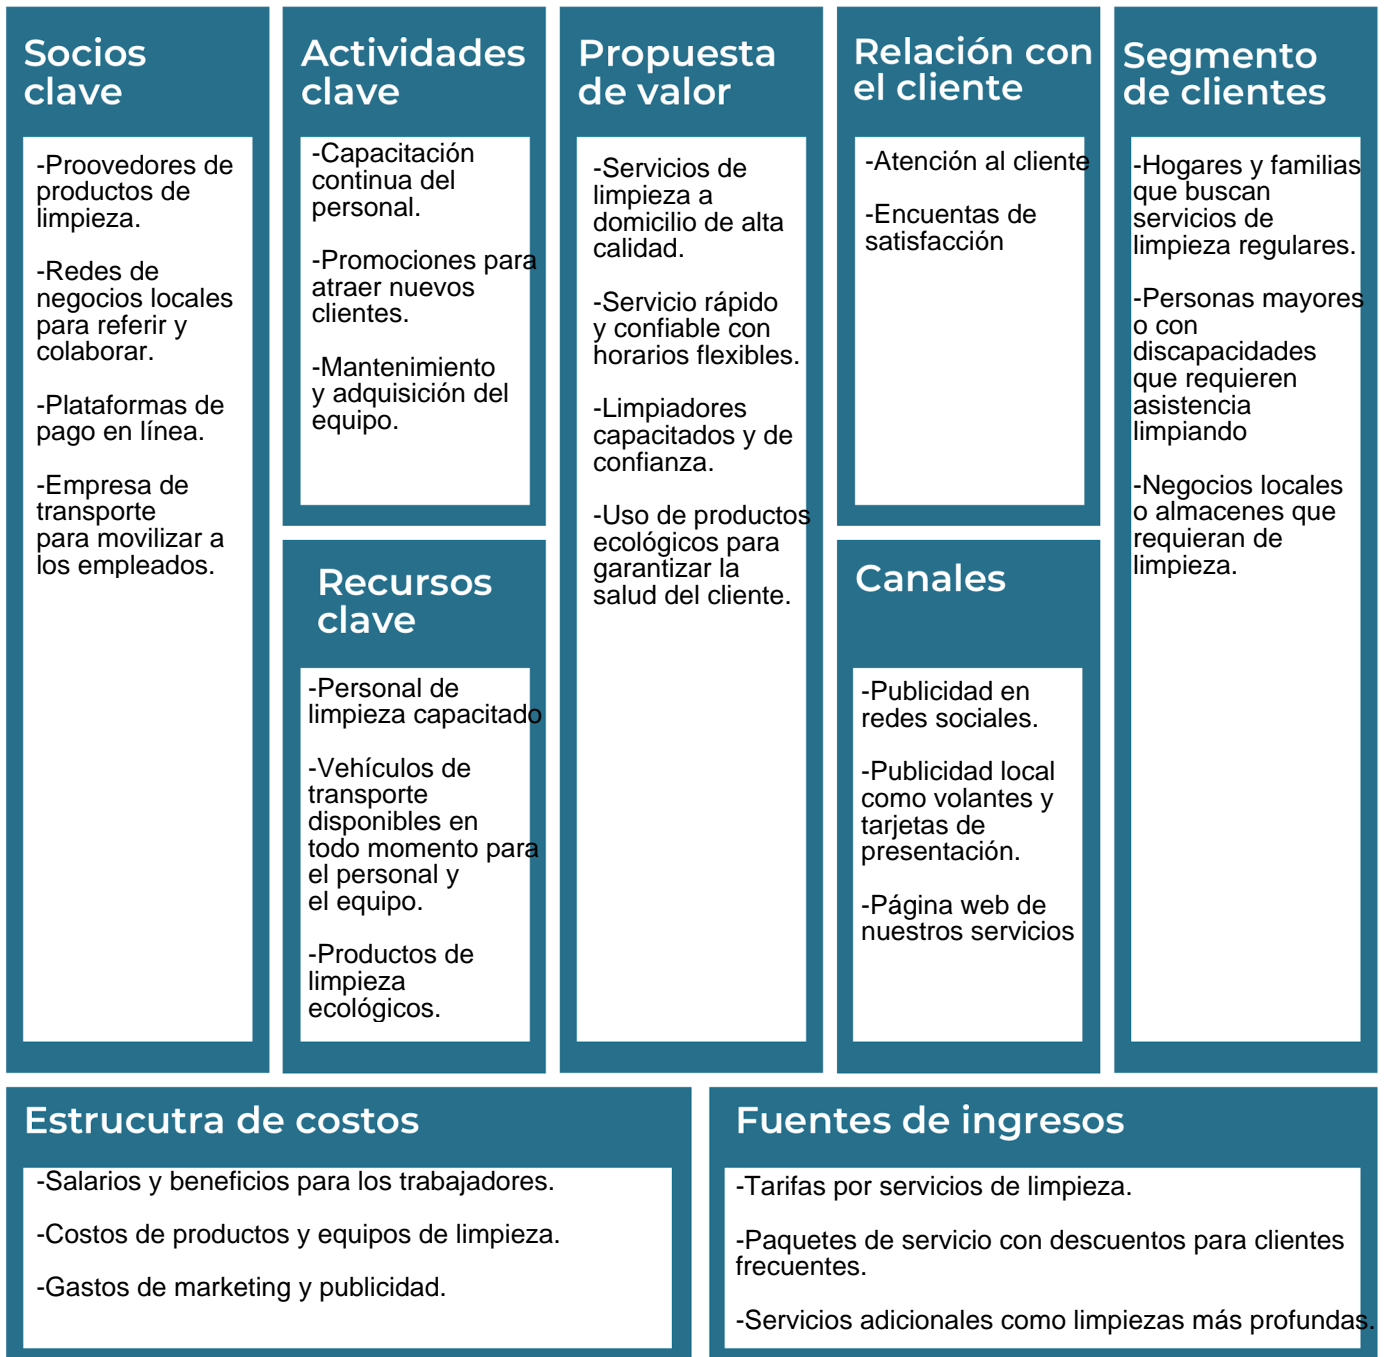 Socios
clave
-Proovedores de
productos de
limpieza.
-Redes de
negocios locales
para referir y
colaborar.
-Plataformas de
pago en línea.
-Empresa de
transporte
para movilizar a
los empleados.
Actividades
clave
-Capacitación
continua del
personal.
-Promociones para
atraer nuevos
clientes.
-Mantenimiento
y adquisición del
equipo.
Recursos
clave
-Personal de
limpieza capacitado
-Vehículos de
transporte
disponibles en
todo momento para
el personal y
el equipo.
-Productos de
limpieza
ecológicos.
Propuesta
de valor
-Servicios de
limpieza a
domicilio de alta
calidad.
-Servicio rápido
y confiable con
horarios flexibles.
-Limpiadores
capacitados y de
confianza.
-Uso de productos
ecológicos para
garantizar la
salud del cliente.
Relación con
el cliente
-Atención al cliente
-Encuentas de
satisfacción
Canales
-Publicidad en
redes sociales.
-Publicidad local
como volantes y
tarjetas de
presentación.
-Página web de
nuestros servicios
Segmento
de clientes
-Hogares y familias
que buscan
servicios de
limpieza regulares.
-Personas mayores
o con
discapacidades
que requieren
asistencia
limpiando
-Negocios locales
o almacenes que
requieran de
limpieza.
Estrucutra de costos
-Salarios y beneficios para los trabajadores.
-Costos de productos y equipos de limpieza.
-Gastos de marketing y publicidad.
Fuentes de ingresos
-Tarifas por servicios de limpieza.
-Paquetes de servicio con descuentos para clientes
frecuentes.
-Servicios adicionales como limpiezas más profundas.